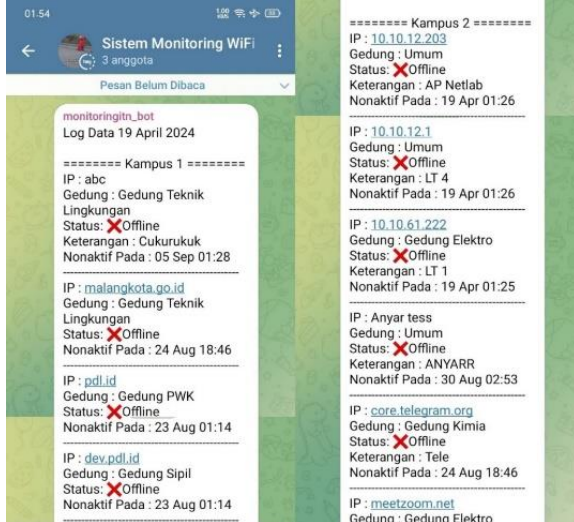 01.54
Sistem Monitoring WiFi
3 anggota
Pesan Belum Dibaca
monitoringitn_bot
Log Data 19 April 2024
======== Kampus 1 ========
IP : abc
Gedung : Gedung Teknik
Lingkungan
Status: ❌Offline
Keterangan : Cukurukuk
Nonaktif Pada : 05 Sep 01:28
IP : malangkota.go.id
Gedung : Gedung Teknik
Lingkungan
Status: ❌Offline
Nonaktif Pada : 24 Aug 18:46
IP : pdl.id
Gedung : Gedung PWK
Status: ❌Offline
Nonaktif Pada : 23 Aug 01:14
IP : dev.pdl.id
Gedung : Gedung Sipil
Status: ❌Offline
Nonaktif Pada : 23 Aug 01:14
======== Kampus 2 ========
IP : 10.10.12.203
Gedung : Umum
Status: ❌Offline
Keterangan : AP Netlab
Nonaktif Pada : 19 Apr 01:26
IP : 10.10.12.1
Gedung : Umum
Status: ❌Offline
Keterangan : LT 4
Nonaktif Pada : 19 Apr 01:26
IP : 10.10.61.222
Gedung : Gedung Elektro
Status: ❌Offline
Keterangan : LT 1
Nonaktif Pada : 19 Apr 01:25
IP : Anyar tess
Gedung : Umum
Status: ❌Offline
Keterangan : ANYARR
Nonaktif Pada : 30 Aug 02:53
IP : core.telegram.org
Gedung : Gedung Kimia
Status: ❌Offline
Keterangan : Tele
Nonaktif Pada : 24 Aug 18:46
IP : meetzoom.net
Gedung : Gedung Elektro